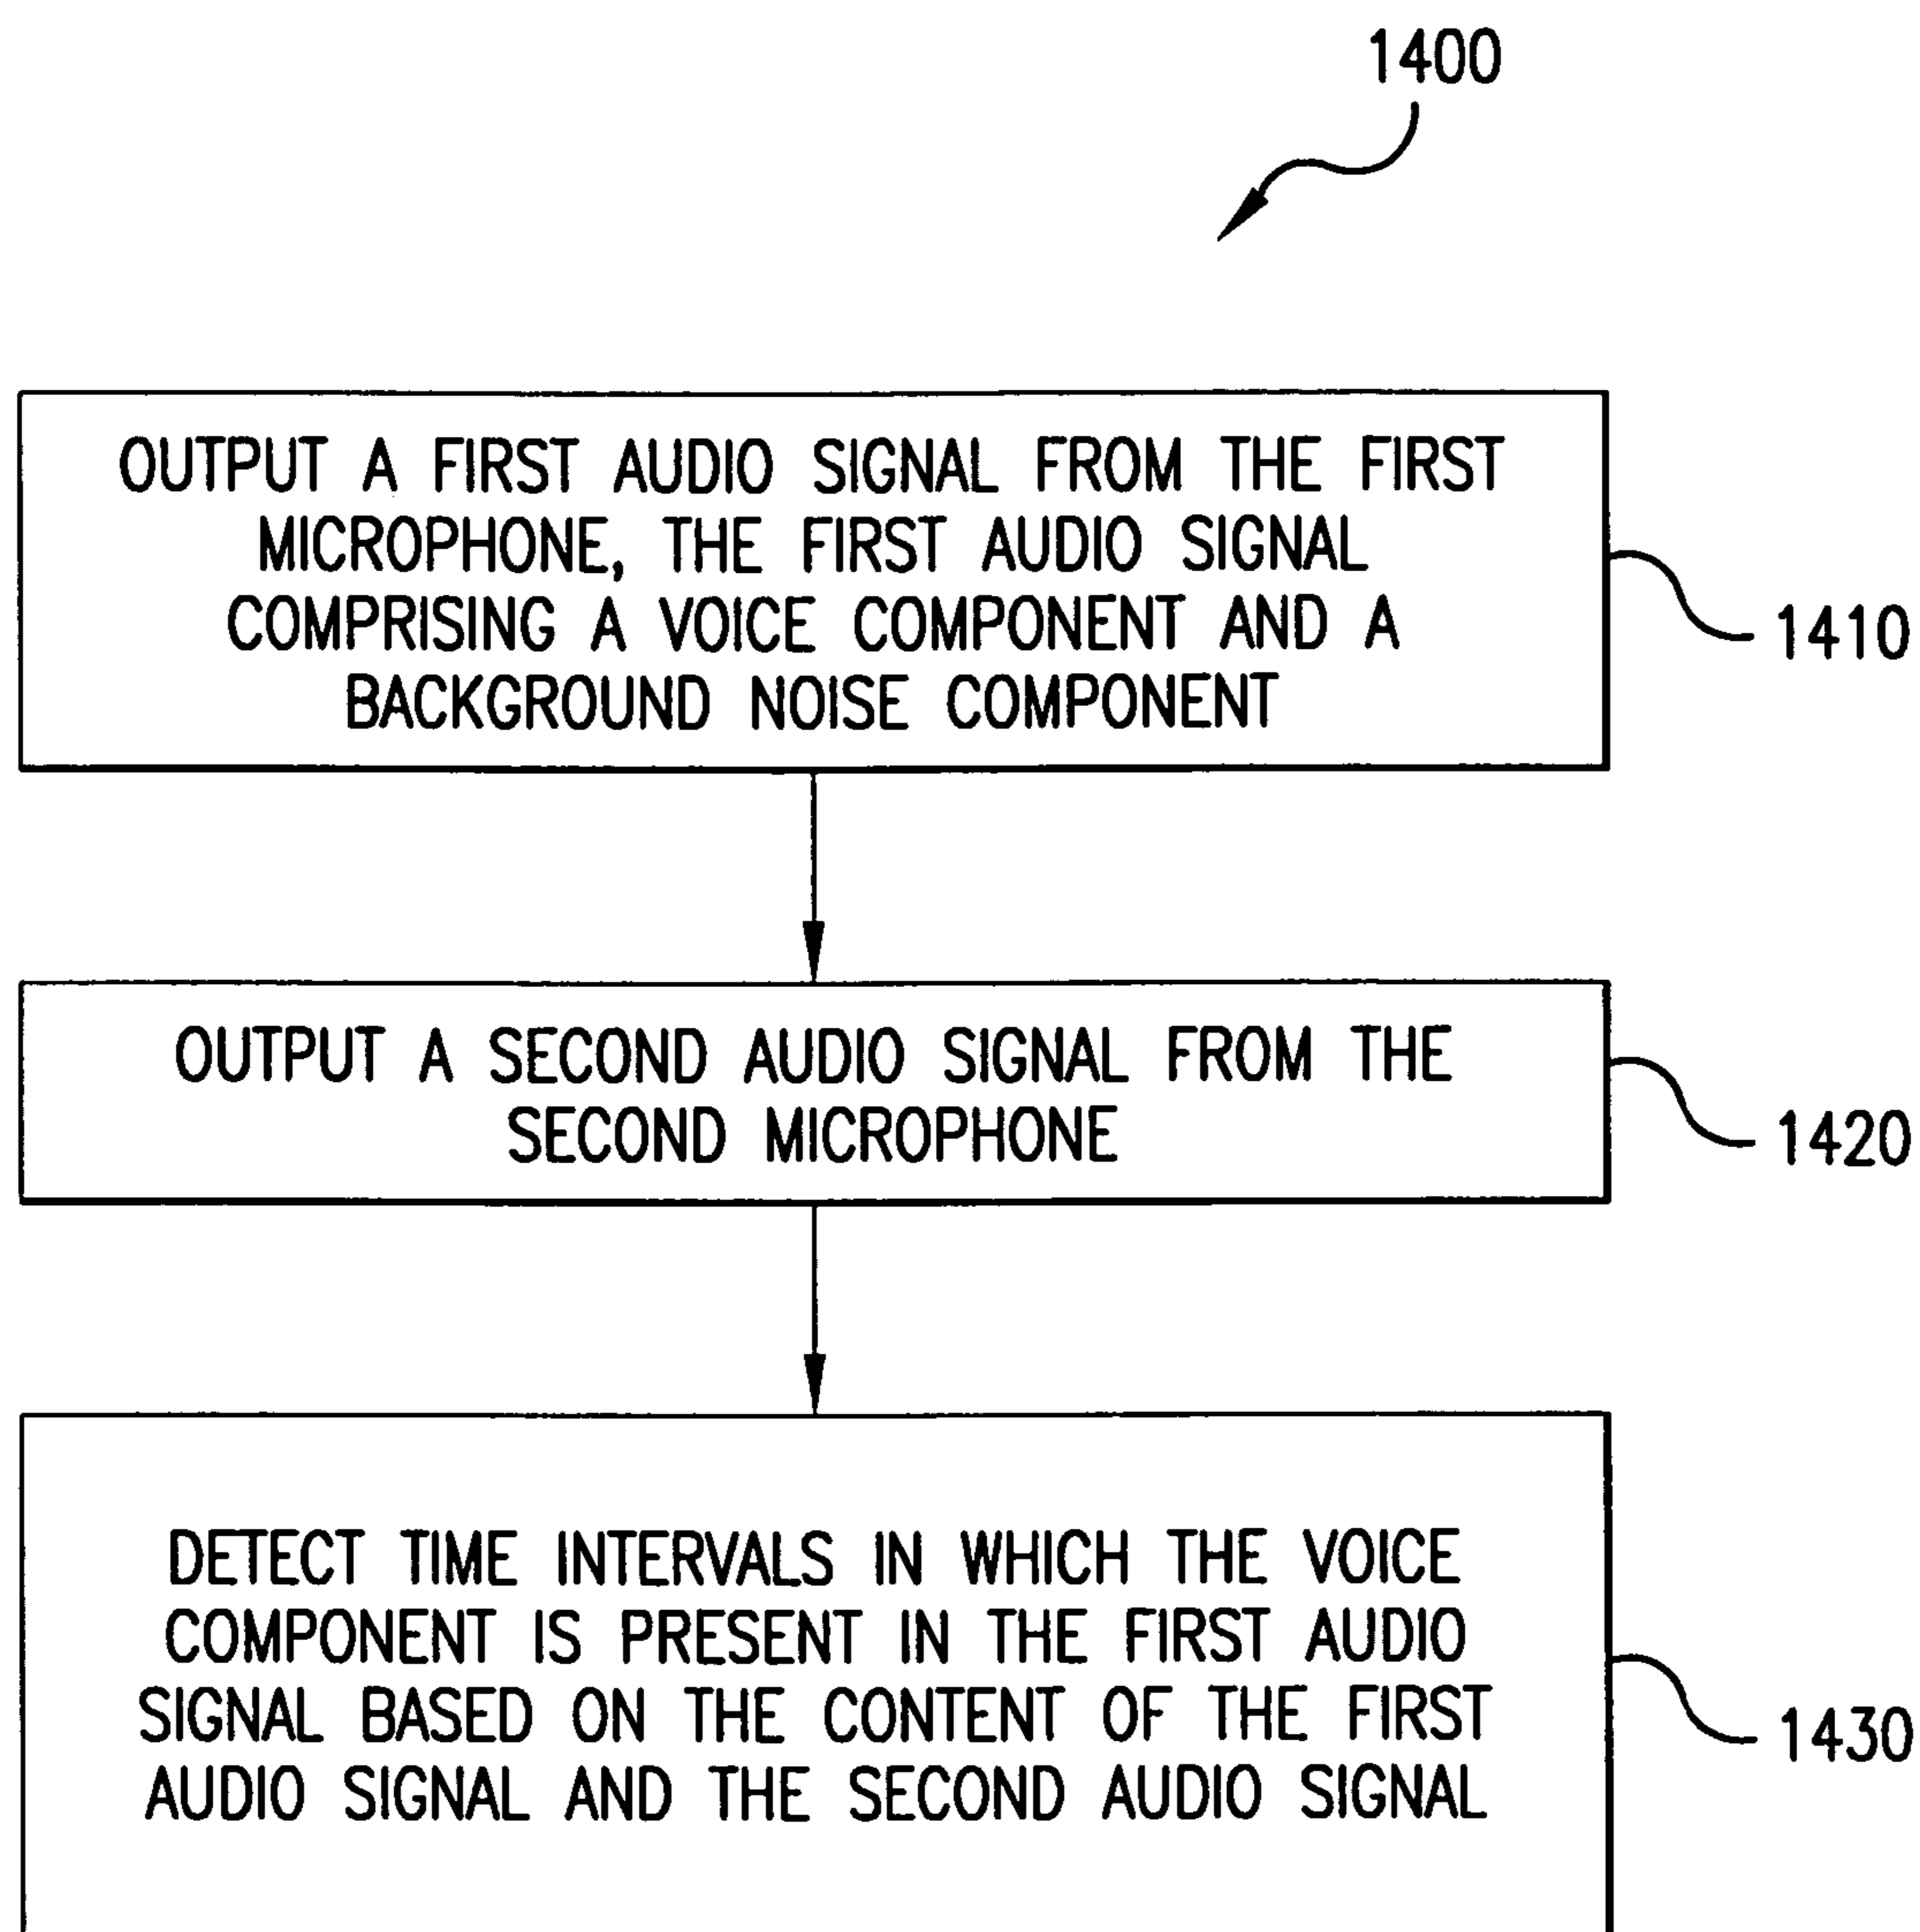 1400
OUTPUT A FIRST AUDIO SIGNAL FROM THE FIRST
MICROPHONE, THE FIRST AUDIO SIGNAL
COMPRISING A VOICE COMPONENT AND A
BACKGROUND NOISE COMPONENT
1410
OUTPUT A SECOND AUDIO SIGNAL FROM THE
SECOND MICROPHONE
1420
DETECT TIME INTERVALS IN WHICH THE VOICE
COMPONENT IS PRESENT IN THE FIRST AUDIO
SIGNAL BASED ON THE CONTENT OF THE FIRST
AUDIO SIGNAL AND THE SECOND AUDIO SIGNAL
1430